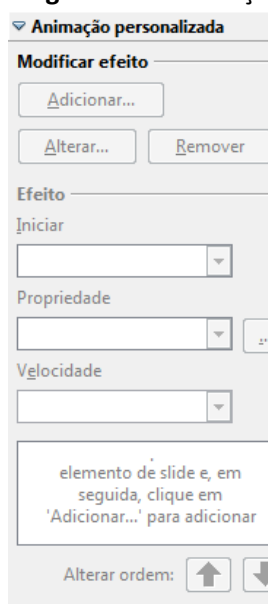 Animação personalizada
Modificar efeito
Adicionar...
Alterar...
Remover
Efeito
Iniciar
Propriedade
...
Velocidade
elemento de slide e, em
seguida, clique em
'Adicionar...' para adicionar
Alterar ordem: